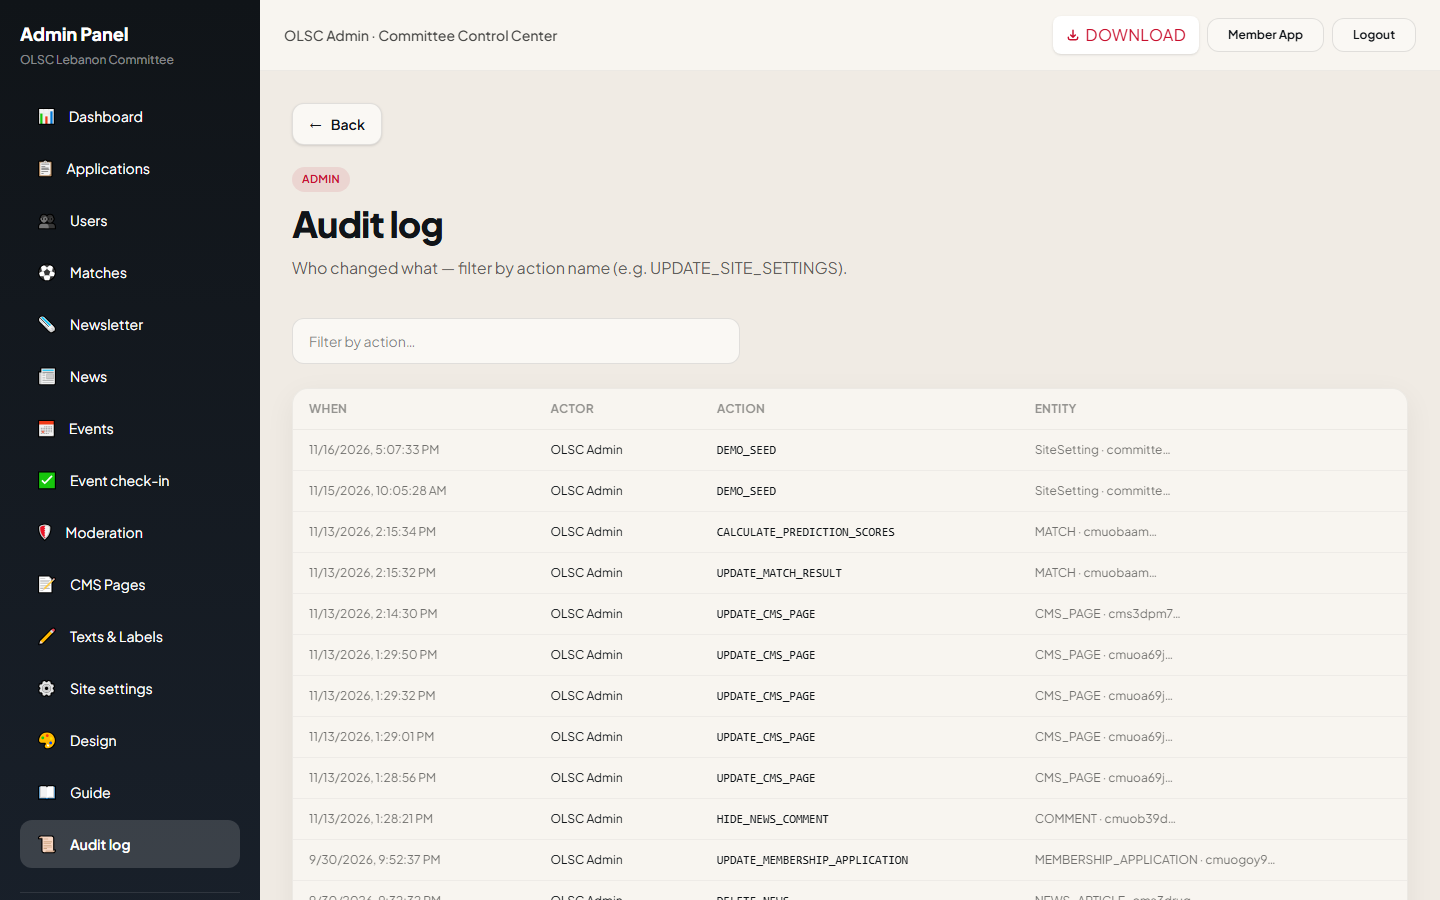 Admin Panel
OLSC Lebanon Committee
Dashboard
Applications
Users
Matches
Newsletter
News
Events
Event check-in
Moderation
CMS Pages
Texts & Labels
Site settings
Design
Guide
Audit log
OLSC Admin · Committee Control Center
DOWNLOAD
Member App
Logout
← Back
ADMIN
Audit log
Who changed what — filter by action name (e.g. UPDATE_SITE_SETTINGS).
Filter by action...
WHEN ACTOR ACTION ENTITY
11/16/2026, 5:07:33 PM OLSC Admin DEMO_SEED SiteSetting · committe…
11/15/2026, 10:05:28 AM OLSC Admin DEMO_SEED SiteSetting · committe…
11/13/2026, 2:15:34 PM OLSC Admin CALCULATE_PREDICTION_SCORES MATCH · cmuobaam…
11/13/2026, 2:15:32 PM OLSC Admin UPDATE_MATCH_RESULT MATCH · cmuobaam…
11/13/2026, 2:14:30 PM OLSC Admin UPDATE_CMS_PAGE CMS_PAGE · cms3dpm7…
11/13/2026, 1:29:50 PM OLSC Admin UPDATE_CMS_PAGE CMS_PAGE · cmuoa69j…
11/13/2026, 1:29:32 PM OLSC Admin UPDATE_CMS_PAGE CMS_PAGE · cmuoa69j…
11/13/2026, 1:29:01 PM OLSC Admin UPDATE_CMS_PAGE CMS_PAGE · cmuoa69j…
11/13/2026, 1:28:56 PM OLSC Admin UPDATE_CMS_PAGE CMS_PAGE · cmuoa69j…
11/13/2026, 1:28:21 PM OLSC Admin HIDE_NEWS_COMMENT COMMENT · cmuob39d…
9/30/2026, 9:52:37 PM OLSC Admin UPDATE_MEMBERSHIP_APPLICATION MEMBERSHIP_APPLICATION · cmuogoy9…
OLSC Admin DELETE_NEWS